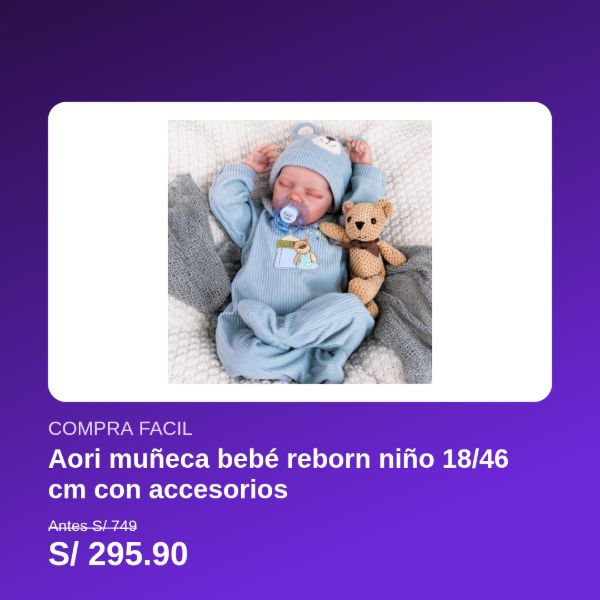 COMPRA FACIL
Aori muñeca bebé reborn niño 18/46
cm con accesorios
Antes S/ 749
S/ 295.90